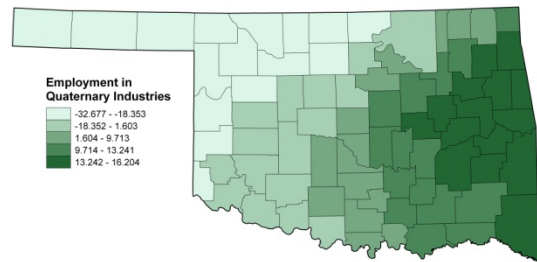 Employment in
Quaternary Industries
-32.677 - -18.353
-18.352 - 1.603
1.604 - 9.713
9.714 - 13.241
13.242 - 16.204